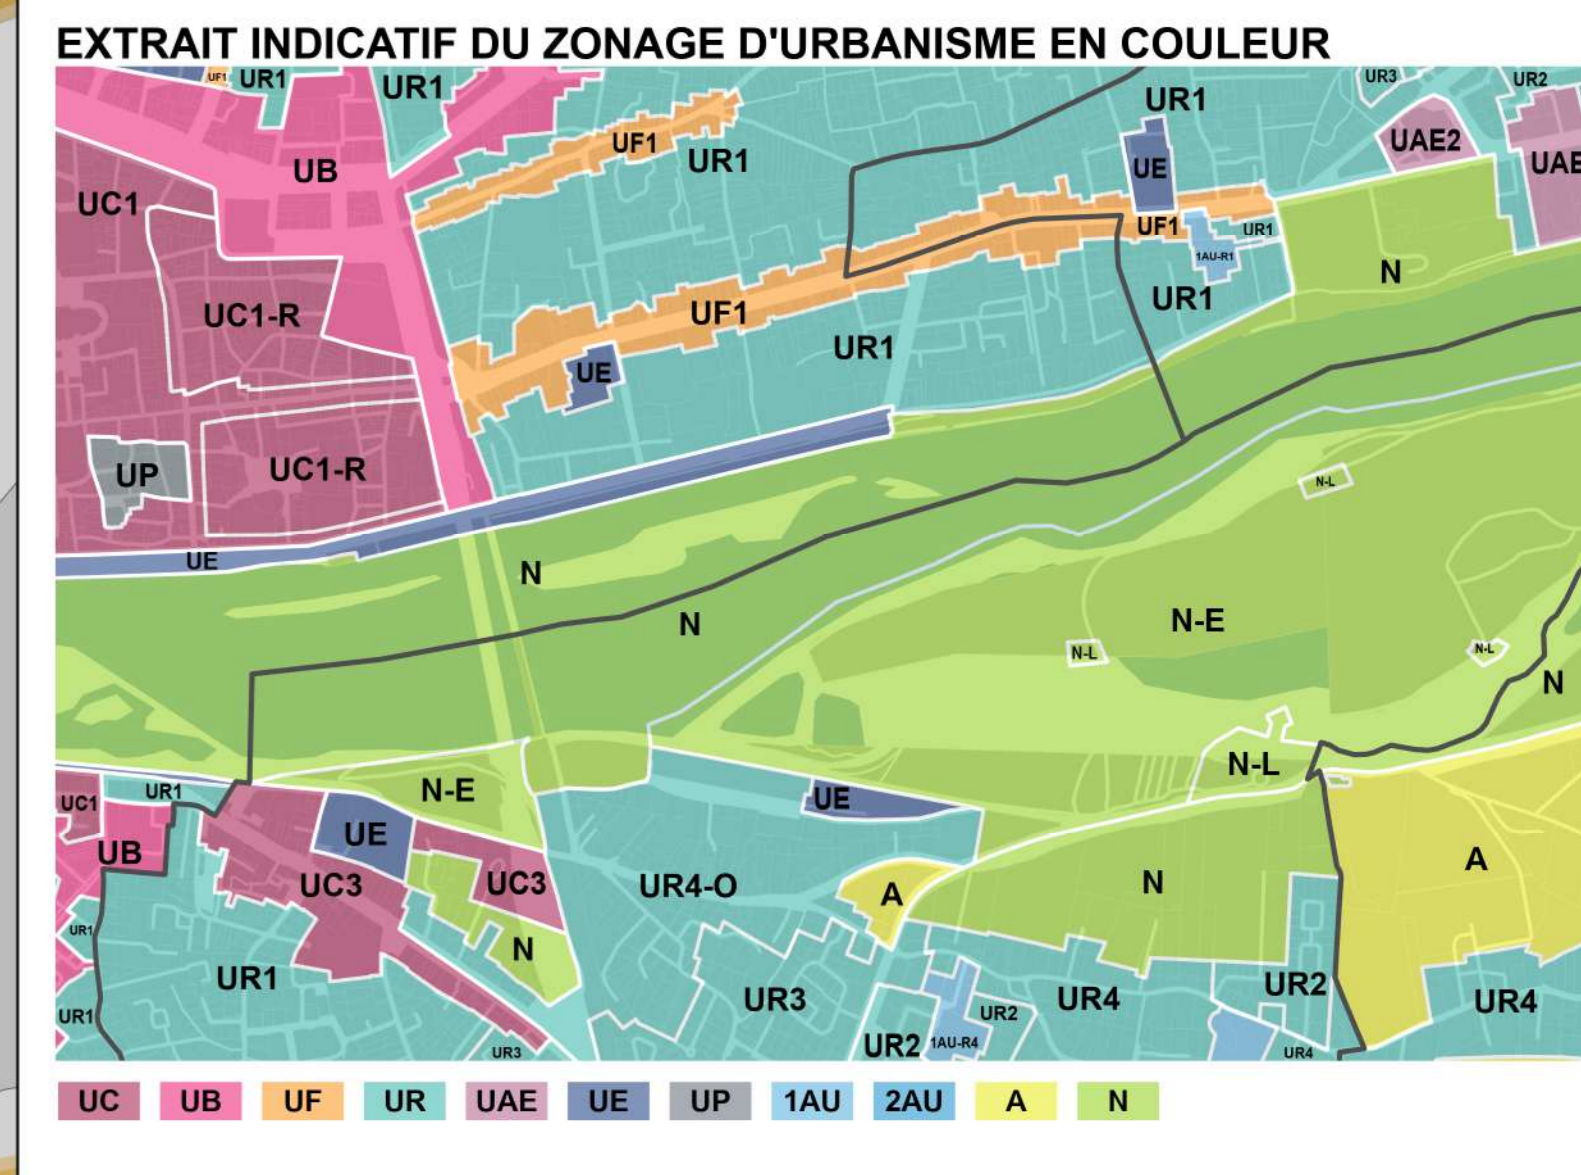 EXTRAIT INDICATIF DU ZONAGE D'URBANISME EN COULEUR
UF1
UR1
UR1
UR3
UR2
UR1
UF1
UR1
UAE2
UAE
UB
UE
UC1
UF1
UR1
1AU-R1
N
UR1
UC1-R
UF1
UR1
UE
UP
UC1-R
N-L
UE
N
N
N-E
N-L
N-L
N
N-L
UR1
N-E
UC1
UE
UE
UB
UC3
UC3
UR4-O
A
N
A
UR1
N
UR1
UR2
UR3
UR4
UR4
UR1
UR2
UR2
1AU-R4
UR3
UR4
UC UB UF UR UAE UE UP 1AU 2AU A N